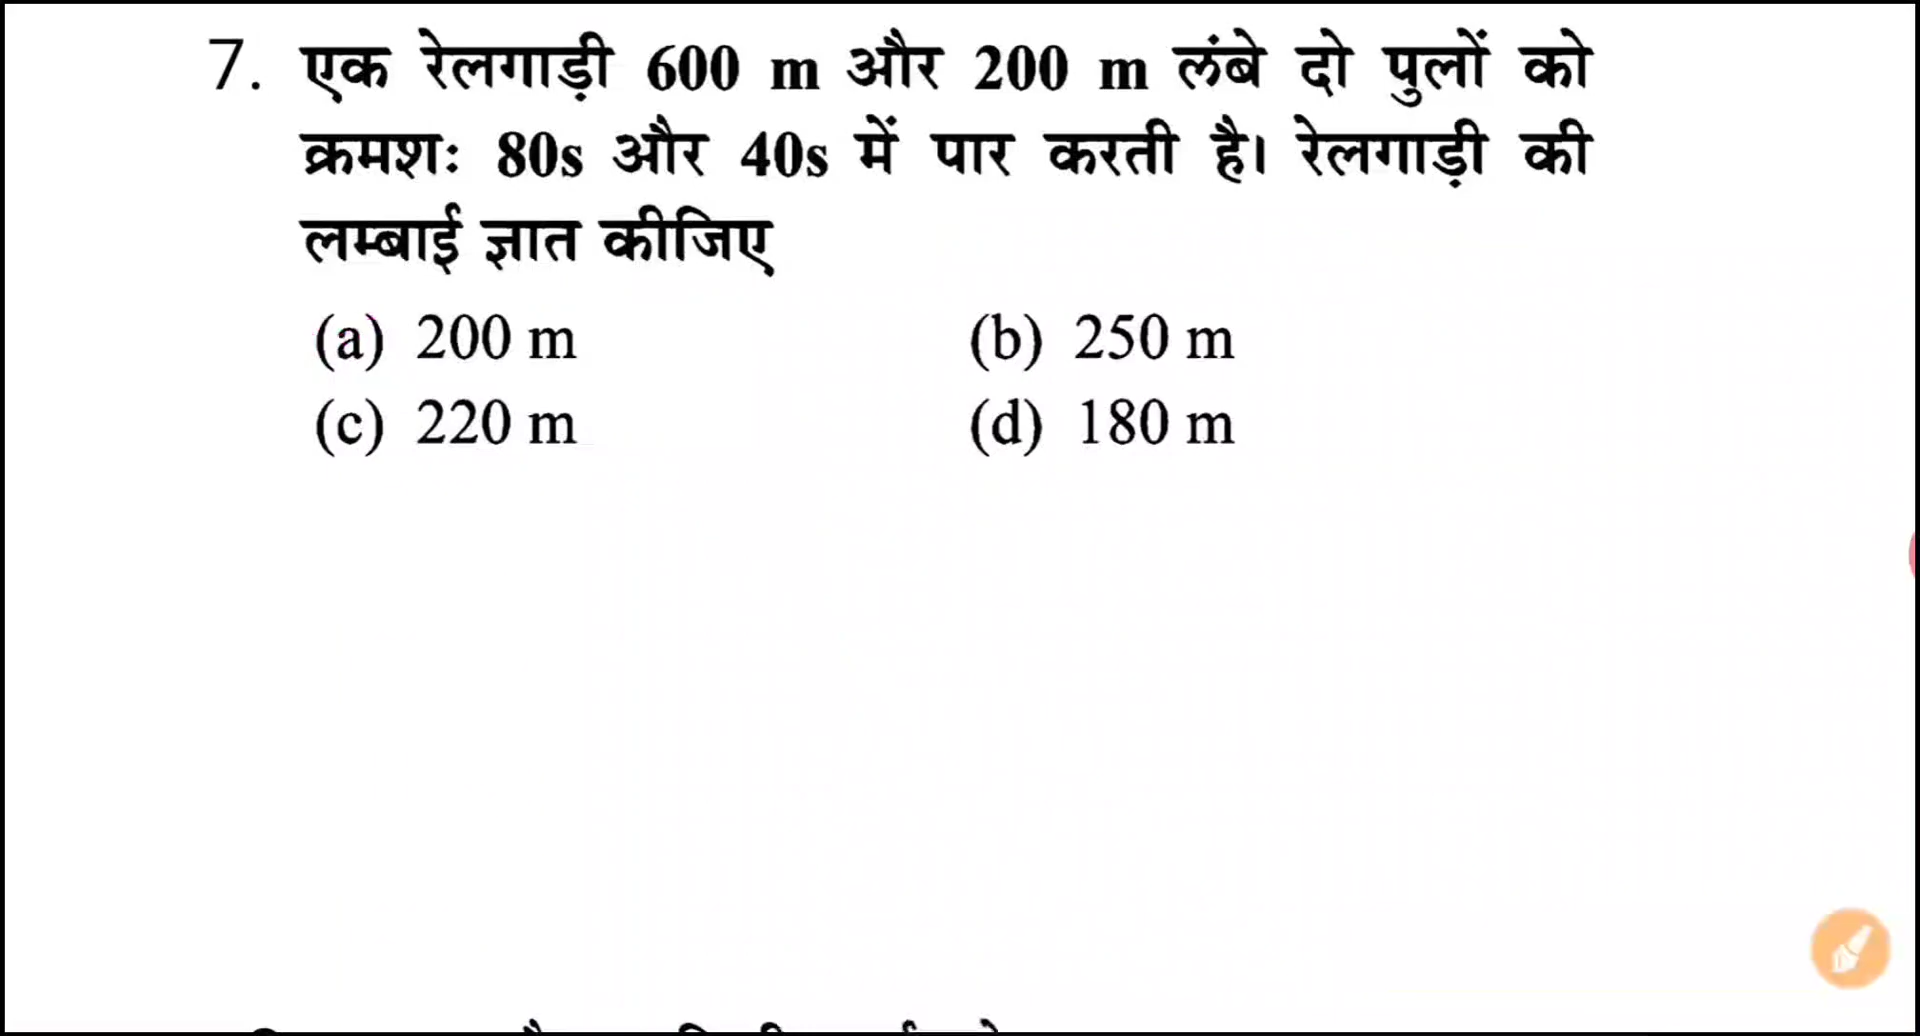 7. एक रेलगाड़ी 600 m और 200 m लंबे दो पुलों को
क्रमशः 80s और 40s में पार करती है। रेलगाड़ी की
लम्बाई ज्ञात कीजिए
(a) 200 m (b) 250 m
(c) 220 m (d) 180 m